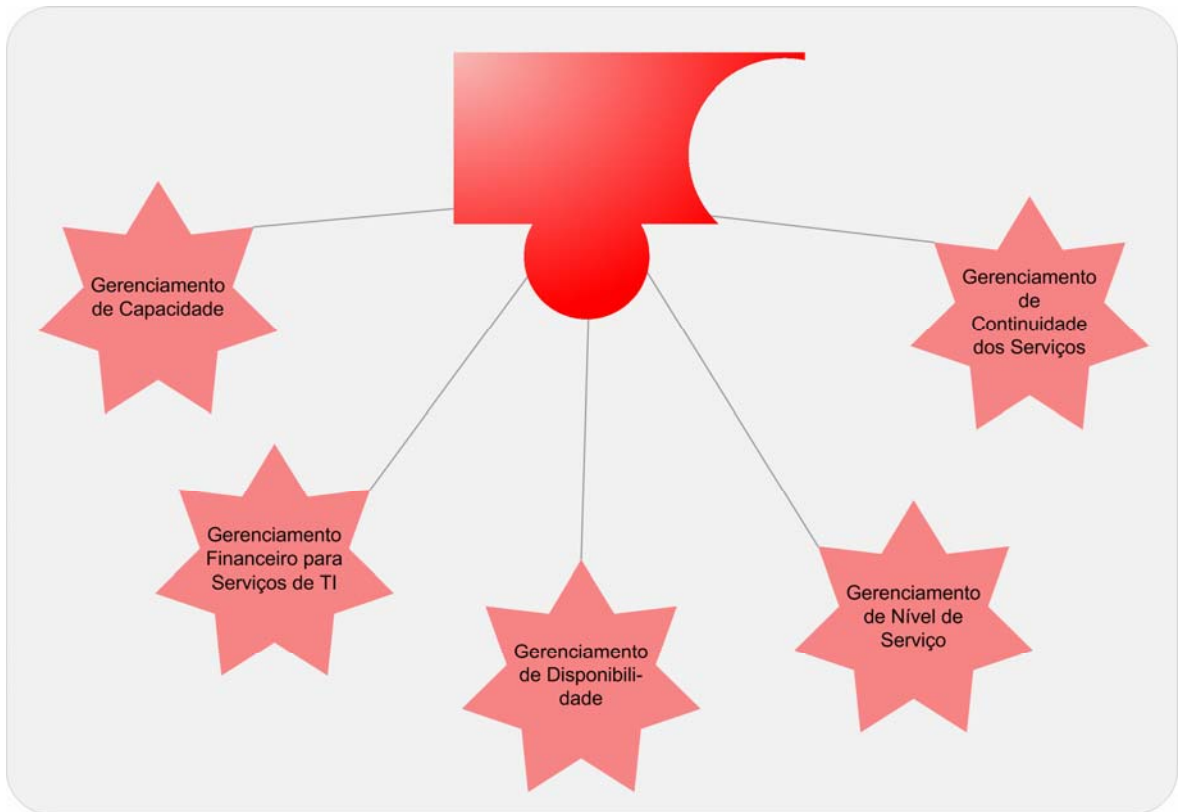 Gerenciamento
de Capacidade
Gerenciamento
de
Continuidade
dos Serviços
Gerenciamento
Financeiro para
Serviços de TI
Gerenciamento
de Disponibili-
dade
Gerenciamento
de Nível de
Serviço